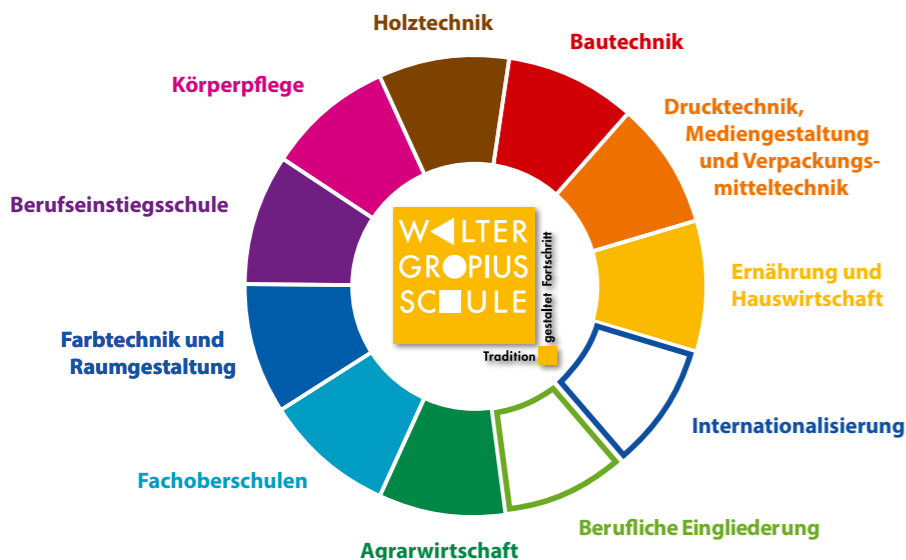 Holztechnik
Bautechnik
Drucktechnik,
Mediengestaltung
und Verpackungs-
mitteltechnik
Ernährung und
Hauswirtschaft
Internationalisierung
Berufliche Eingliederung
Agrarwirtschaft
Fachoberschulen
Farbtechnik und
Raumgestaltung
Berufseinstiegsschule
Körperpflege
WALTER
GROPIUS
SCHULE
Tradition
gestaltet Fortschritt